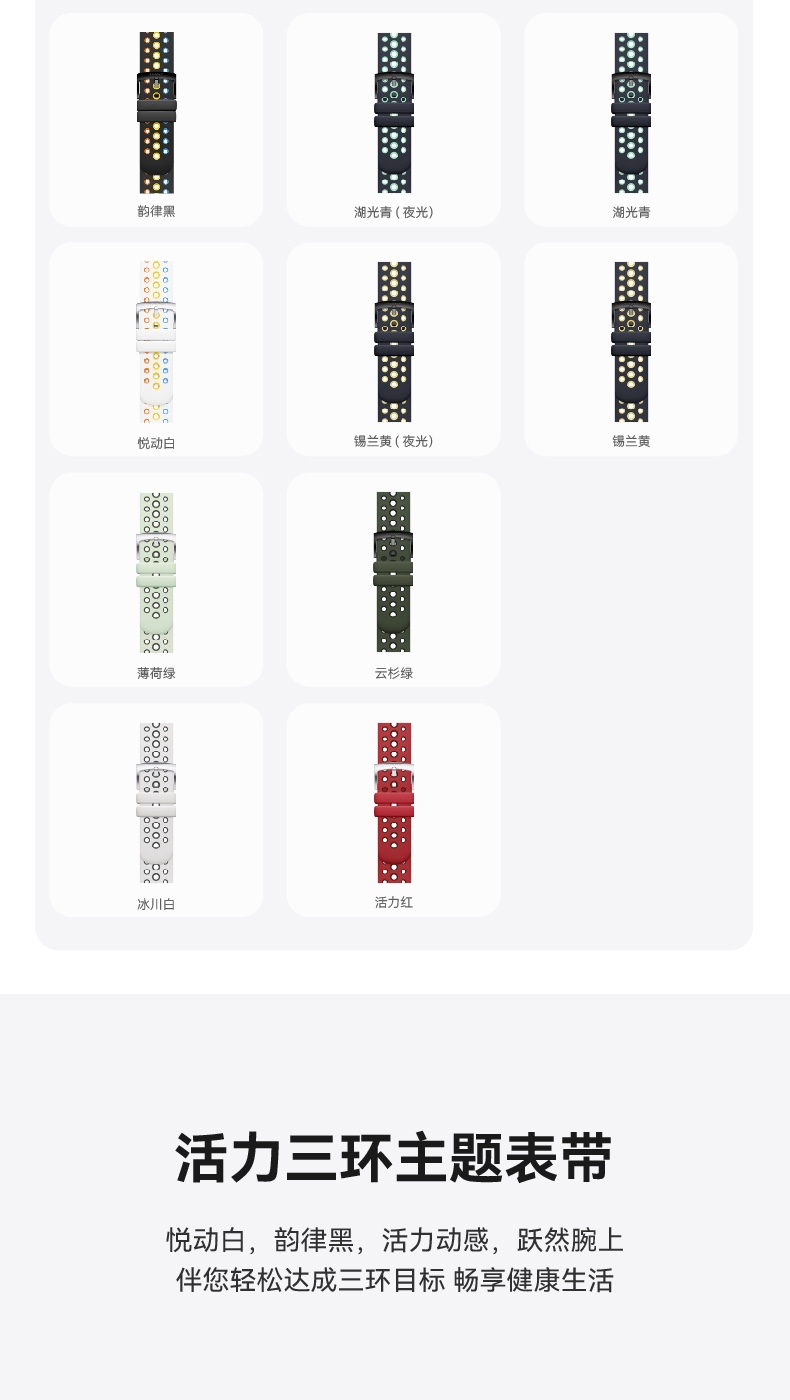 韵律黑
湖光青 ( 夜光)
湖光青
悦动白
锡兰黄 ( 夜光)
锡兰黄
薄荷绿
云杉绿
冰川白
活力红
活力三环主题表带
悦动白，韵律黑，活力动感，跃然腕上
伴您轻松达成三环目标 畅享健康生活